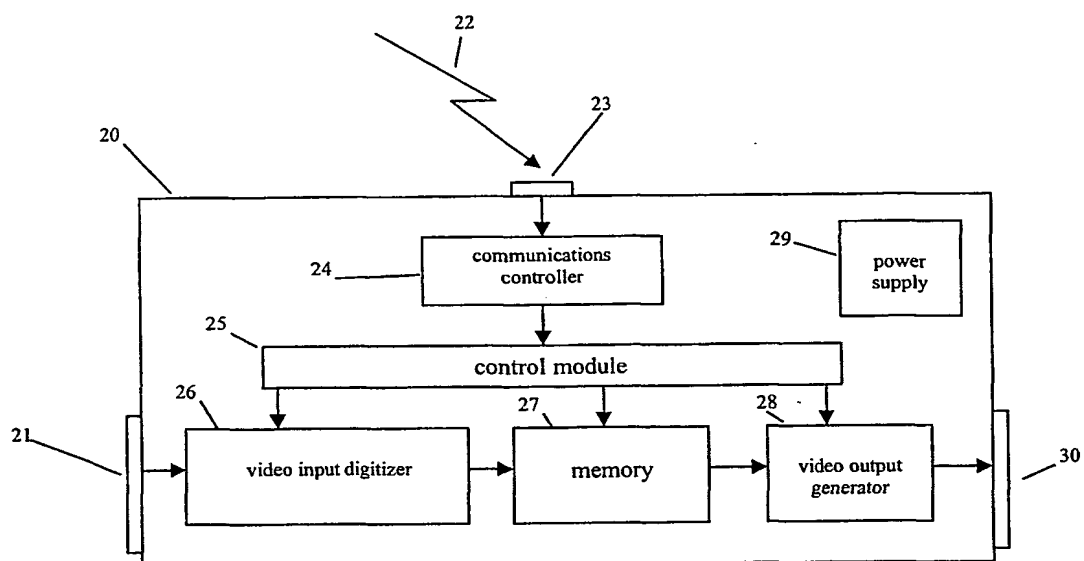 22
23
20
communications
controller
24
29
power
supply
25
control module
26
27
28
21
video input digitizer
memory
video output
generator
30